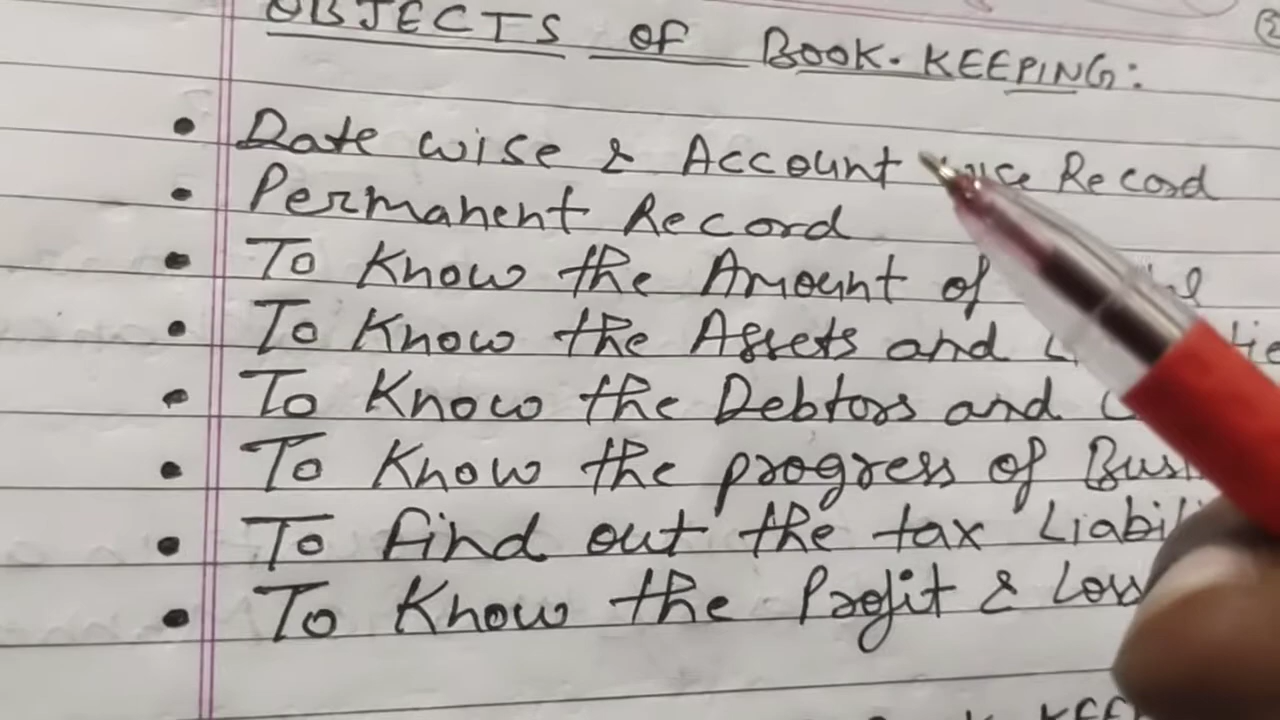 OBJECTS OF BOOK-KEEPING:
• Date wise & Account Record
• Permanent Record
• To Know the Amount of
• To Know the Assets and
• To Know the Debtors and
• To Know the progress of
• To find out the tax
• To Know the Profit & Loss